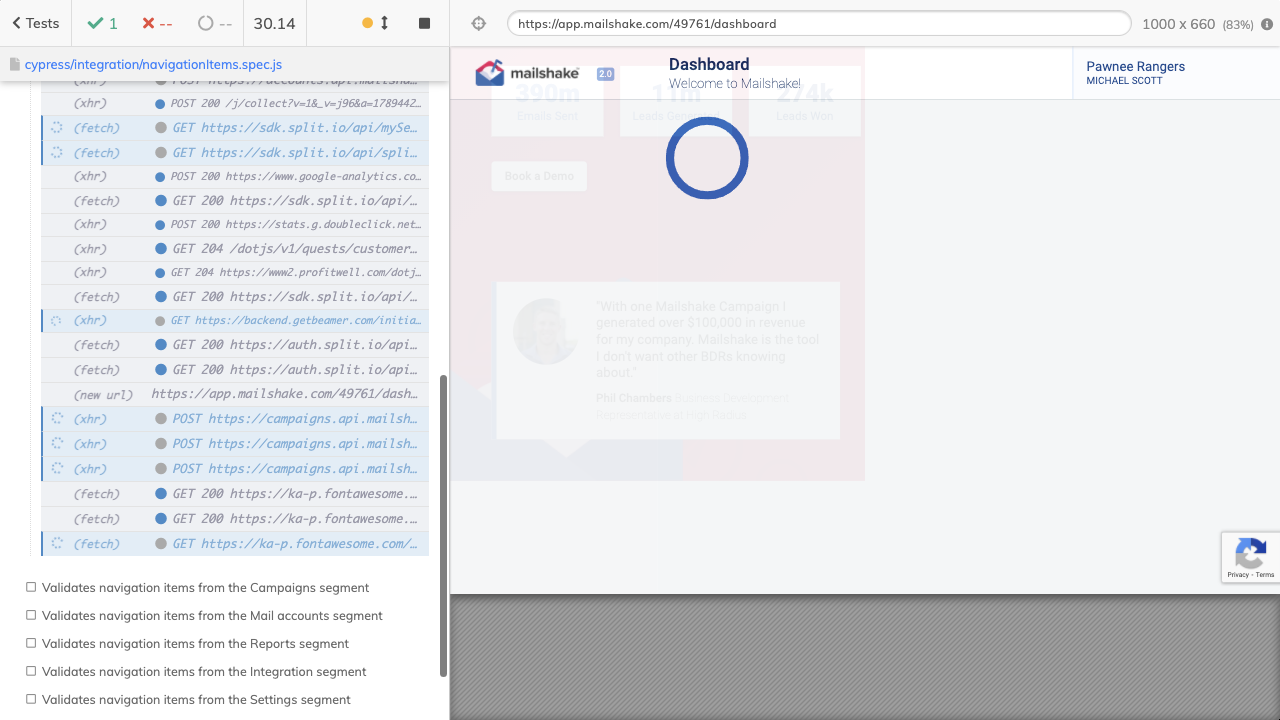 Tests
1
--
--
30.14
https://app.mailshake.com/49761/dashboard
1000 x 660 (83%)
cypress/integration/navigationItems.spec.js
(xhr) POST 200 https://accounts.api.mailshak…
(xhr) POST 200 /j/collect?v=1&_v=j96&a=1789442…
(fetch) GET https://sdk.split.io/api/mySe…
(fetch) GET https://sdk.split.io/api/spli…
(xhr) POST 200 https://www.google-analytics.co…
(fetch) GET 200 https://sdk.split.io/api/…
(xhr) POST 200 https://stats.g.doubleclick.net…
(xhr) GET 204 /dotjs/v1/quests/customer…
(xhr) GET 204 https://www2.profitwell.com/dotj…
(fetch) GET 200 https://sdk.split.io/api/…
(xhr) GET https://backend.getbeamer.com/initia…
(fetch) GET 200 https://auth.split.io/api…
(fetch) GET 200 https://auth.split.io/api…
(new url) https://app.mailshake.com/49761/dash…
(xhr) POST https://campaigns.api.mailsh…
(xhr) POST https://campaigns.api.mailsh…
(xhr) POST https://campaigns.api.mailsh…
(fetch) GET 200 https://ka-p.fontawesome.…
(fetch) GET 200 https://ka-p.fontawesome.…
(fetch) GET https://ka-p.fontawesome.com/…
Validates navigation items from the Campaigns segment
Validates navigation items from the Mail accounts segment
Validates navigation items from the Reports segment
Validates navigation items from the Integration segment
Validates navigation items from the Settings segment
mailshake 2.0
Dashboard
Welcome to Mailshake!
Pawnee Rangers
MICHAEL SCOTT
390m
Emails Sent
11m
Leads Generated
274k
Leads Won
Book a Demo
"With one Mailshake Campaign I
generated over $100,000 in revenue
for my company. Mailshake is the tool
I don't want other BDRs knowing
about."
Phil Chambers Business Development
Representative at High Radius
Privacy - Terms